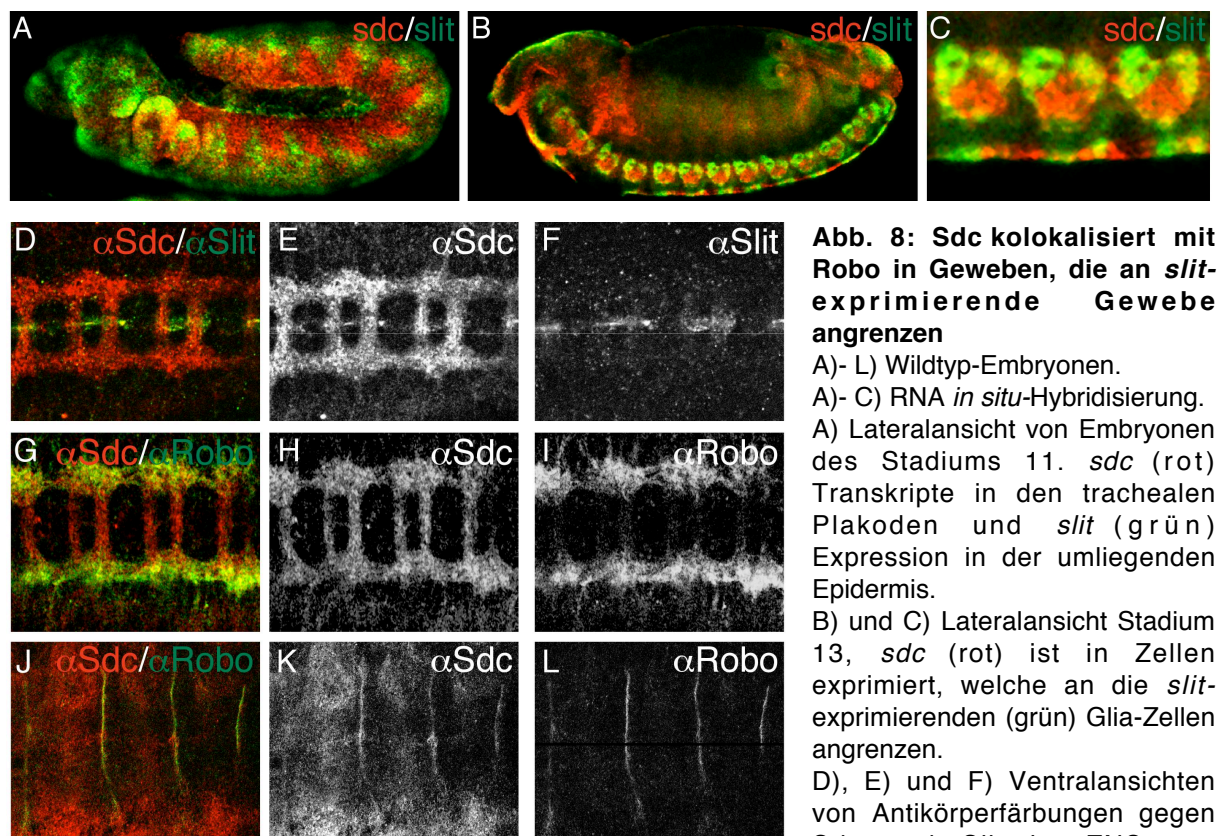 A sdc/slit
B sdc/slit
C sdc/slit
D αSdc/αSlit
E αSdc
F αSlit
G αSdc/αRobo
H αSdc
I αRobo
J αSdc/αRobo
K αSdc
L αRobo
Abb. 8: Sdc kolokalisiert mit
Robo in Geweben, die an slit-
exprimierende Gewebe
angrenzen
A)- L) Wildtyp-Embryonen.
A)- C) RNA in situ-Hybridisierung.
A) Lateralansicht von Embryonen
des Stadiums 11. sdc (rot)
Transkripte in den trachealen
Plakoden und slit (grün)
Expression in der umliegenden
Epidermis.
B) und C) Lateralansicht Stadium
13, sdc (rot) ist in Zellen
exprimiert, welche an die slit-
exprimierenden (grün) Glia-Zellen
angrenzen.
D), E) und F) Ventralansichten
von Antikörperfärbungen gegen